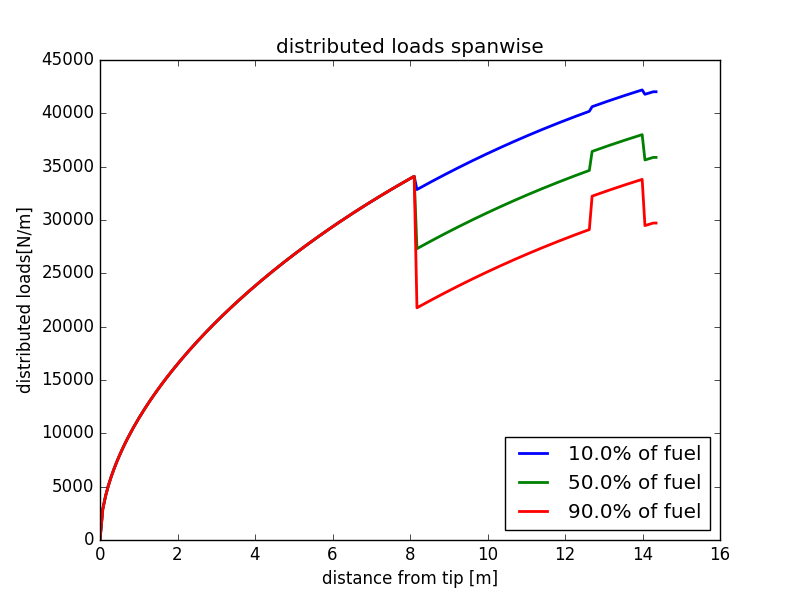 distributed loads spanwise
45000
40000
35000
30000
25000
20000
15000
10000
5000
0
distributed loads[N/m]
10.0% of fuel
50.0% of fuel
90.0% of fuel
0 2 4 6 8 10 12 14 16
distance from tip [m]